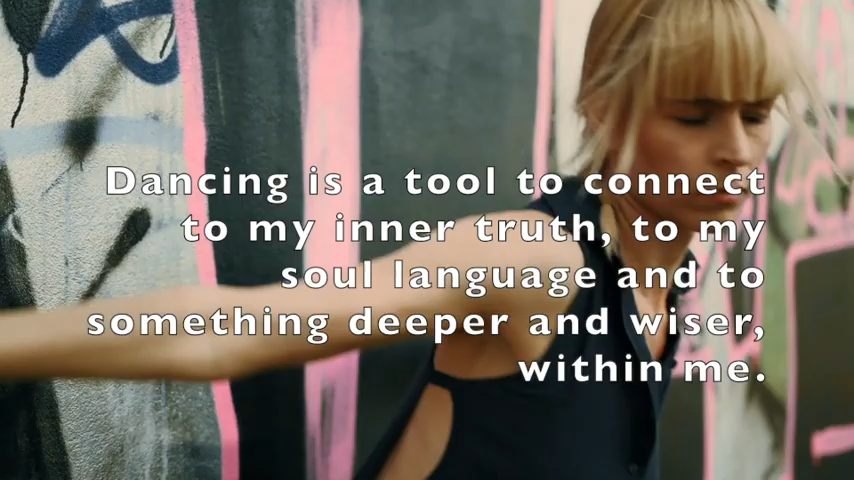 Dancing is a tool to connect
to my inner truth, to my
soul language and to
something deeper and wiser,
within me.